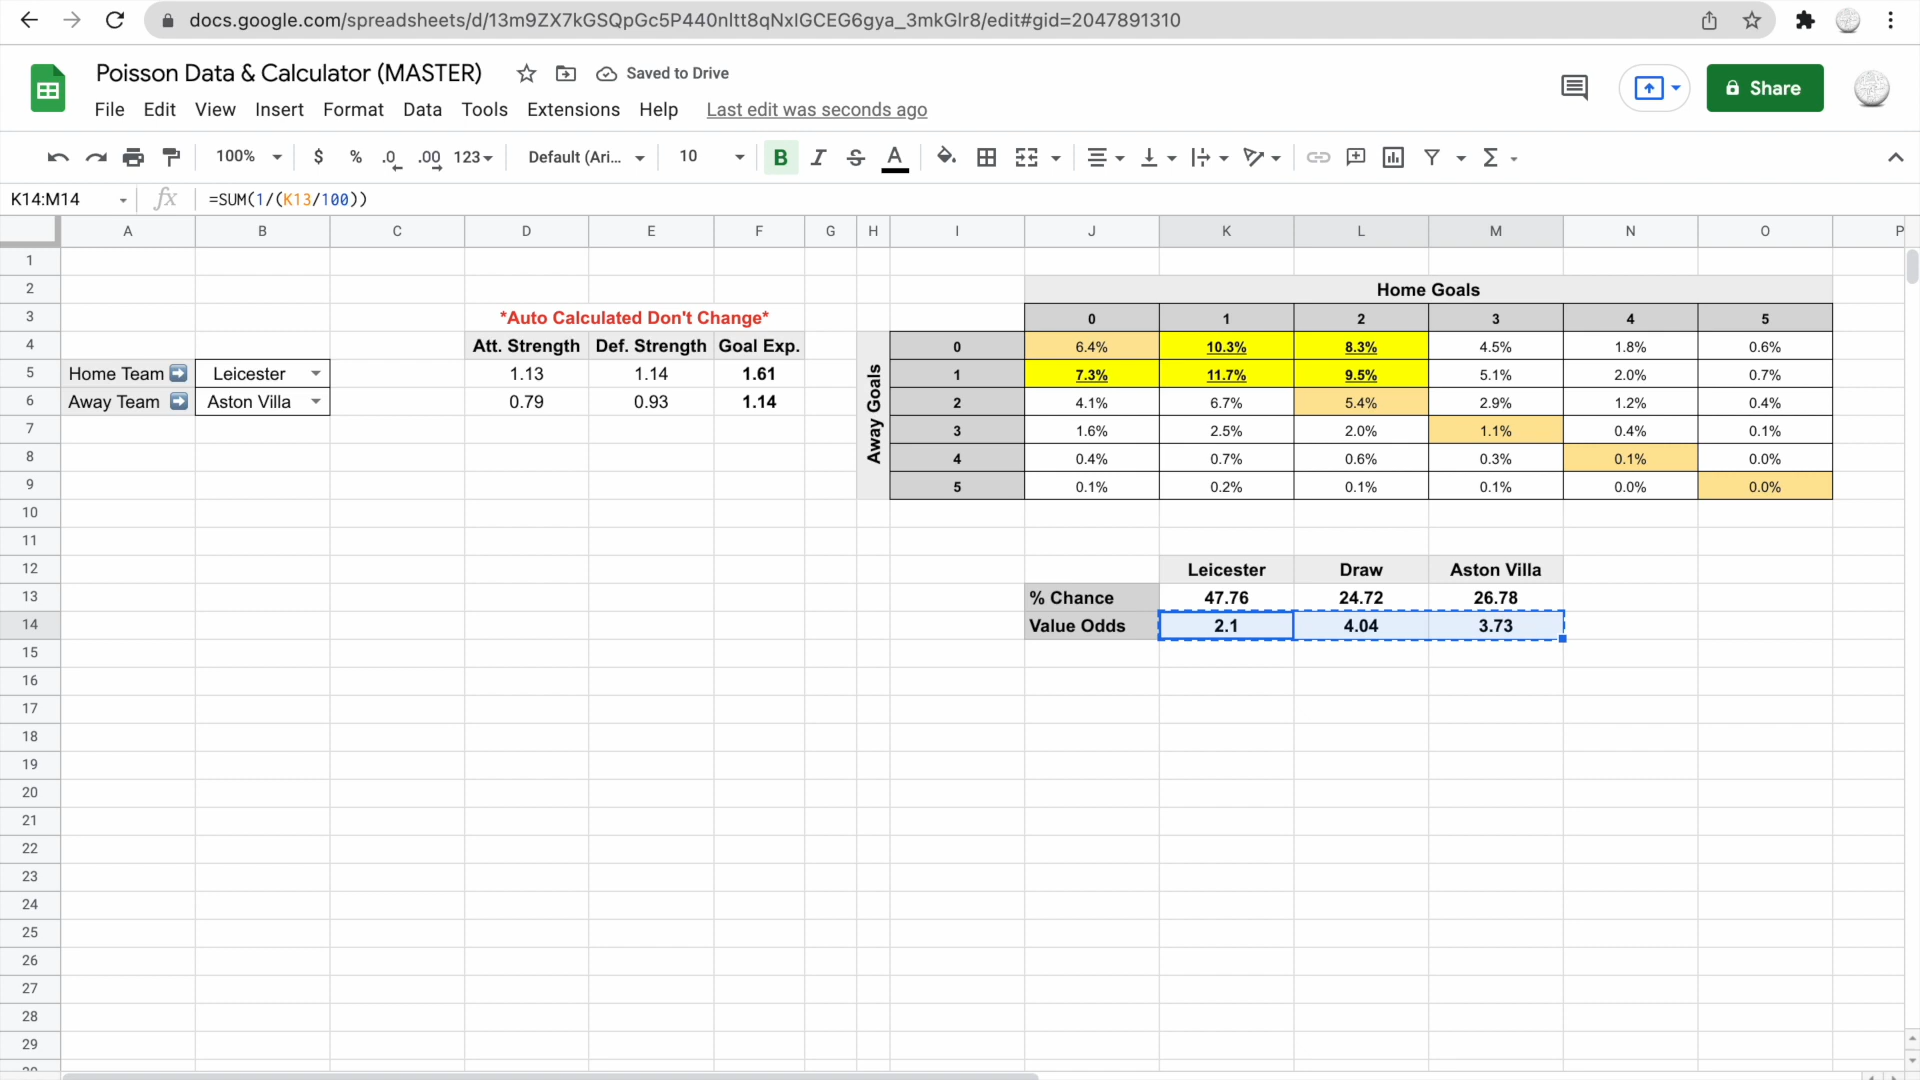 docs.google.com/spreadsheets/d/13m9ZX7kGSQpGc5P440nltt8qNxIGCEG6gya_3mkGlr8/edit#gid=2047891310
Poisson Data & Calculator (MASTER) Saved to Drive
File Edit View Insert Format Data Tools Extensions Help Last edit was seconds ago
Share
100% $ % .0 .00 123 Default (Ari... 10 B I S A Σ
K14:M14 fx =SUM(1/(K13/100))
A B C D E F G H I J K L M N O P
1
2 Home Goals
3 *Auto Calculated Don't Change* 0 1 2 3 4 5
4 Att. Strength Def. Strength Goal Exp. 0 6.4% 10.3% 8.3% 4.5% 1.8% 0.6%
5 Home Team Leicester 1.13 1.14 1.61 1 7.3% 11.7% 9.5% 5.1% 2.0% 0.7%
6 Away Team Aston Villa 0.79 0.93 1.14 2 4.1% 6.7% 5.4% 2.9% 1.2% 0.4%
Away Goals
7 3 1.6% 2.5% 2.0% 1.1% 0.4% 0.1%
8 4 0.4% 0.7% 0.6% 0.3% 0.1% 0.0%
9 5 0.1% 0.2% 0.1% 0.1% 0.0% 0.0%
10
11
12 Leicester Draw Aston Villa
13 % Chance 47.76 24.72 26.78
14 Value Odds 2.1 4.04 3.73
15
16
17
18
19
20
21
22
23
24
25
26
27
28
29